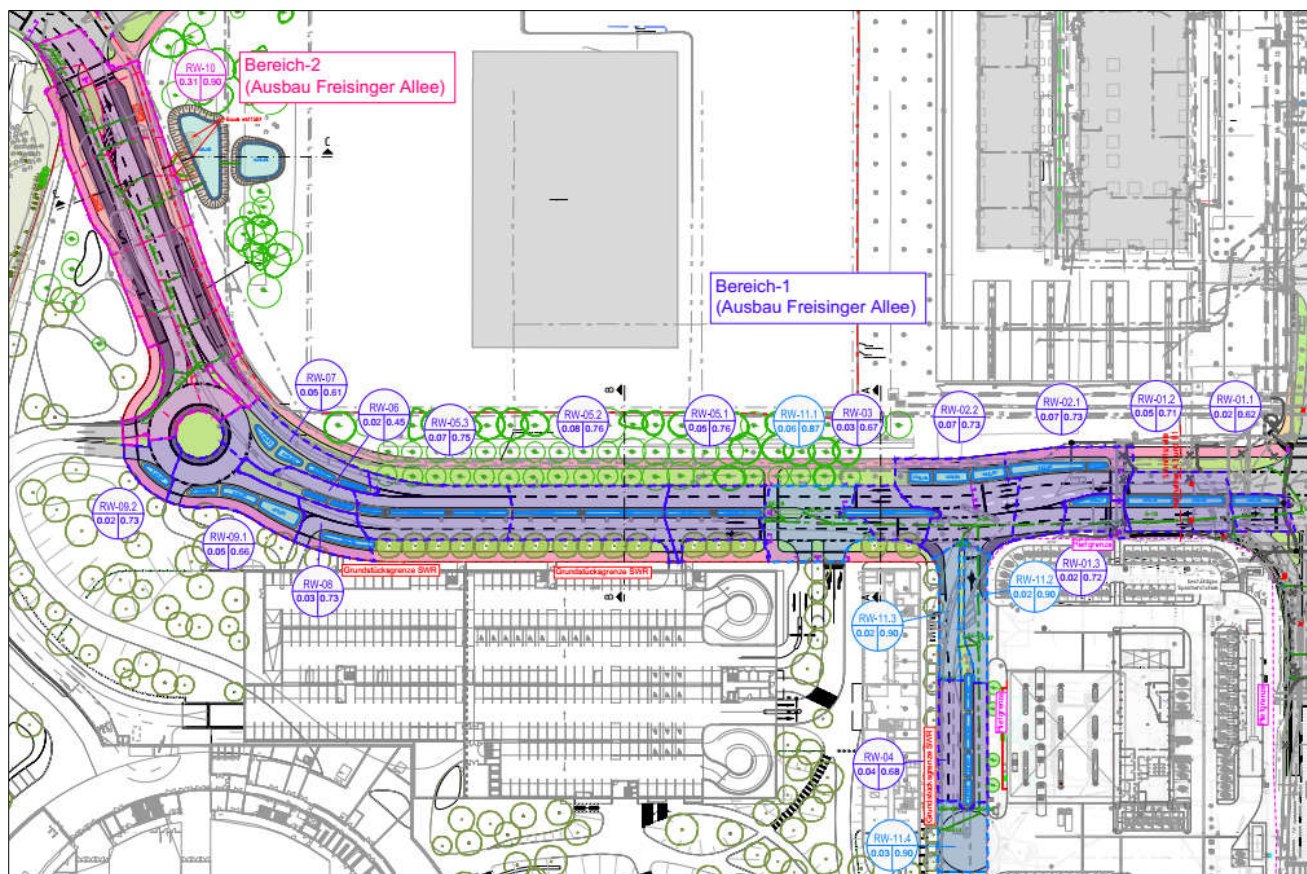 RW-10
0.31 0.90
Bereich-2
(Ausbau Freisinger Allee)
C
Bereich-1
(Ausbau Freisinger Allee)
RW-07
0.05 0.61
RW-06
0.02 0.45
RW-05.3
0.07 0.75
RW-05.2
0.08 0.76
B
RW-05.1
0.05 0.76
RW-11.1
0.06 0.87
RW-03
0.03 0.67
A
RW-02.2
0.07 0.73
RW-02.1
0.07 0.73
RW-01.2
0.05 0.71
RW-01.1
0.02 0.62
RW-09.2
0.02 0.73
RW-09.1
0.05 0.66
RW-08
0.03 0.73
Grundstücksgrenze SWR
Grundstücksgrenze SWR
B
A
RW-11.3
0.02 0.90
RW-11.2
0.02 0.90
RW-01.3
0.02 0.72
RW-04
0.04 0.68
Grundstücksgrenze SWR
RW-11.4
0.03 0.90